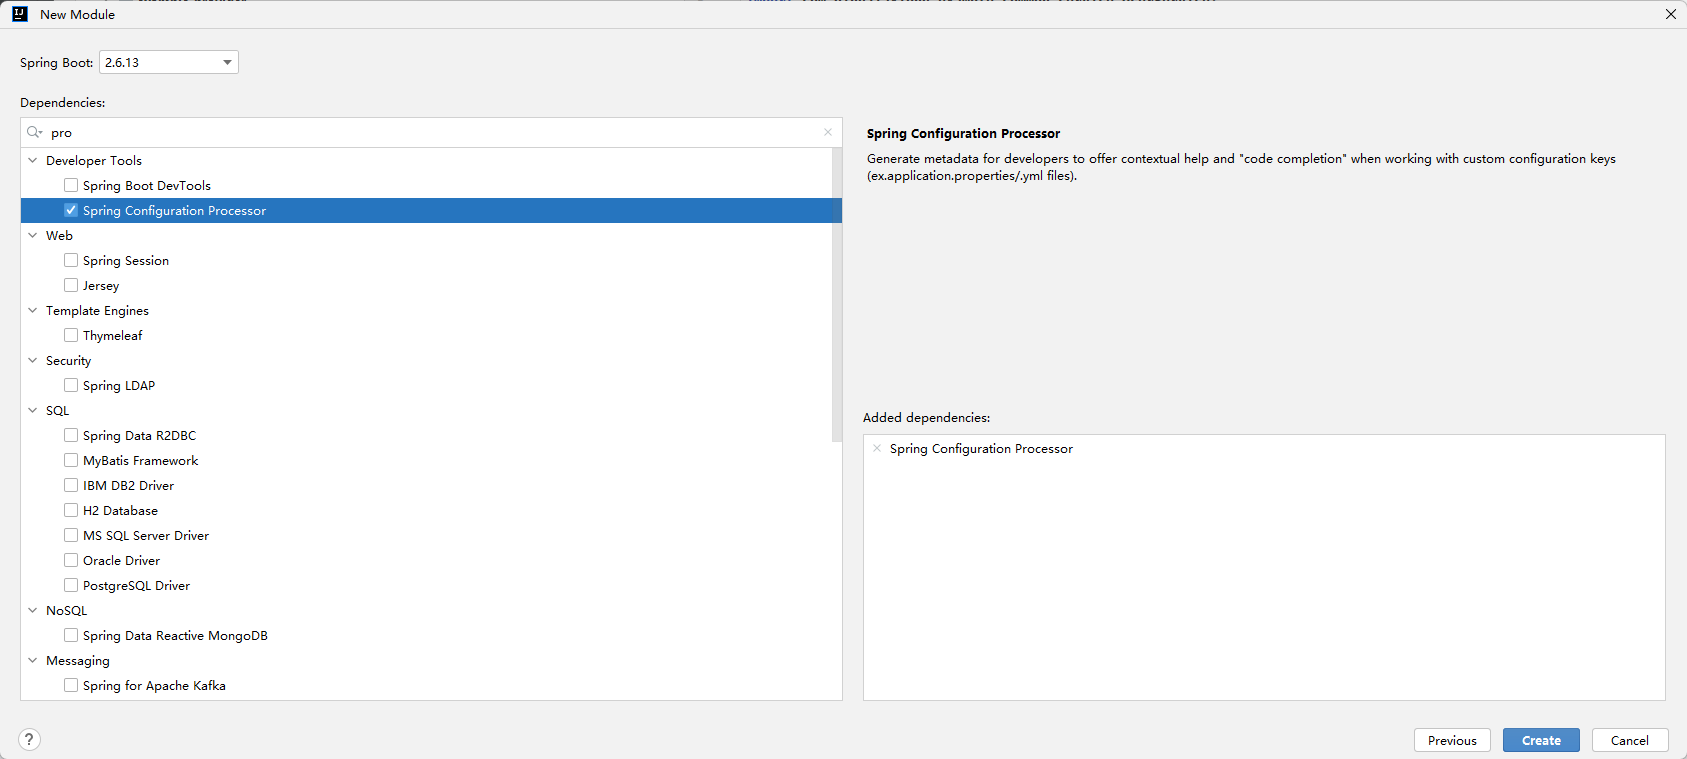 New Module
Spring Boot: 2.6.13
Dependencies:
pro
Developer Tools
Spring Boot DevTools
Spring Configuration Processor
Web
Spring Session
Jersey
Template Engines
Thymeleaf
Security
Spring LDAP
SQL
Spring Data R2DBC
MyBatis Framework
IBM DB2 Driver
H2 Database
MS SQL Server Driver
Oracle Driver
PostgreSQL Driver
NoSQL
Spring Data Reactive MongoDB
Messaging
Spring for Apache Kafka
Spring Configuration Processor
Generate metadata for developers to offer contextual help and "code completion" when working with custom configuration keys
(ex.application.properties/.yml files).
Added dependencies:
Spring Configuration Processor
?
Previous Create Cancel